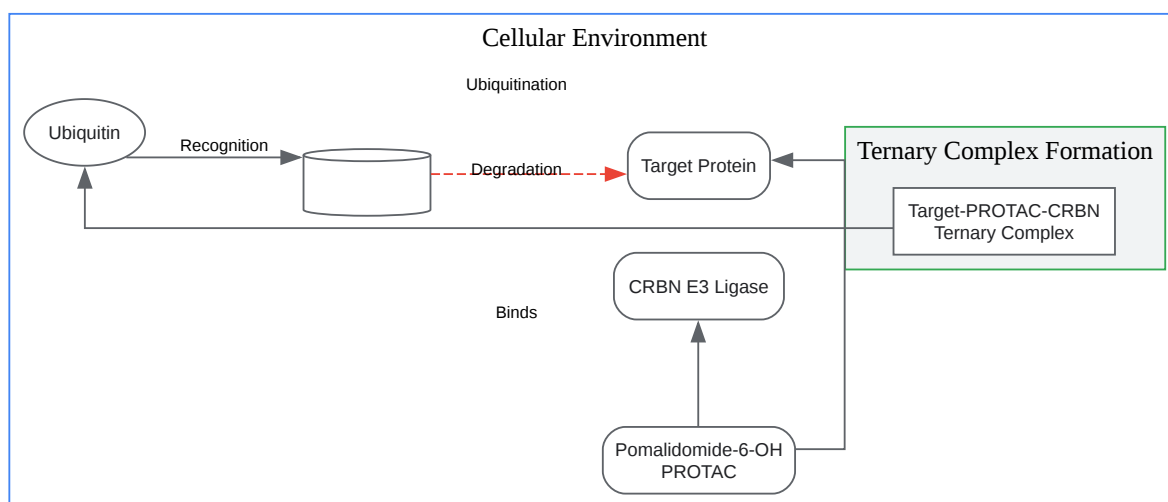 Cellular Environment
Ubiquitination
Ubiquitin
Recognition
Degradation
Target Protein
Ternary Complex Formation
Target-PROTAC-CRBN
Ternary Complex
CRBN E3 Ligase
Binds
Pomalidomide-6-OH
PROTAC